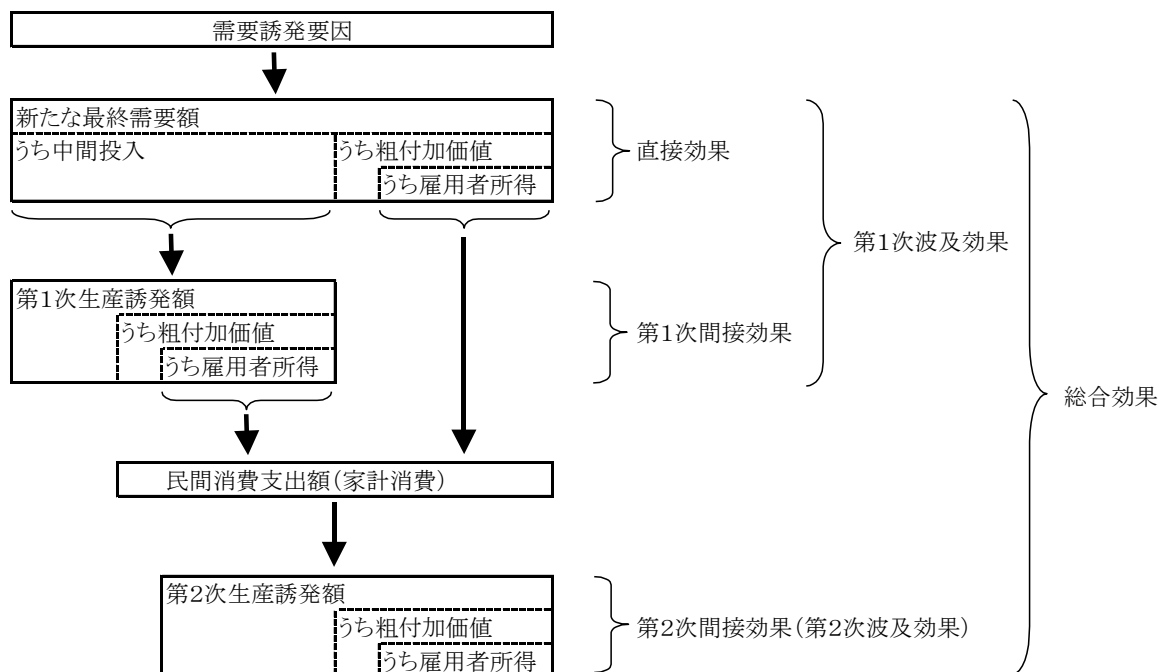 需要誘発要因
新たな最終需要額
うち中間投入
うち粗付加価値
うち雇用者所得
直接効果
第1次波及効果
第1次生産誘発額
うち粗付加価値
うち雇用者所得
第1次間接効果
総合効果
民間消費支出額(家計消費)
第2次生産誘発額
うち粗付加価値
うち雇用者所得
第2次間接効果(第2次波及効果)